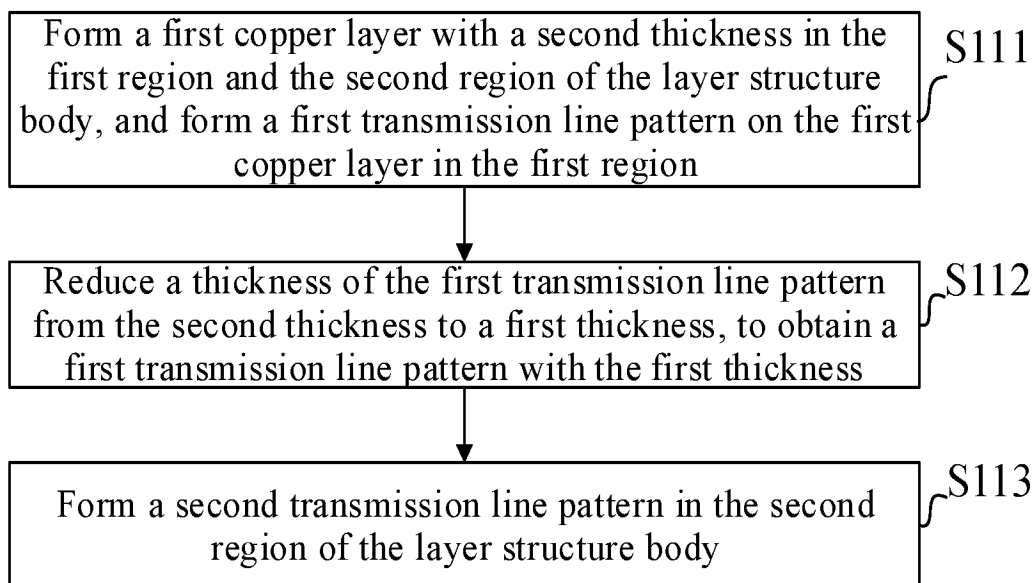 Form a first copper layer with a second thickness in the
first region and the second region of the layer structure
body, and form a first transmission line pattern on the first
copper layer in the first region
S111
Reduce a thickness of the first transmission line pattern
from the second thickness to a first thickness, to obtain a
first transmission line pattern with the first thickness
S112
Form a second transmission line pattern in the second
region of the layer structure body
S113